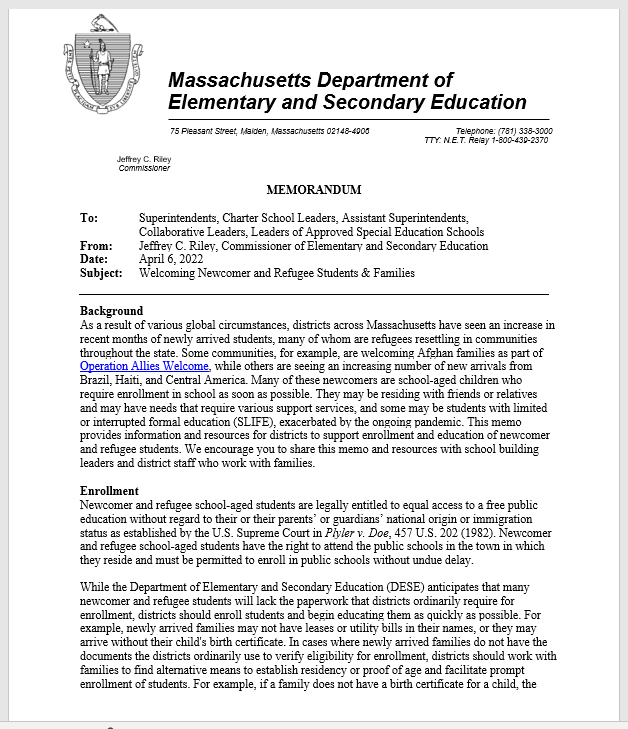 Massachusetts Department of
Elementary and Secondary Education
75 Pleasant Street, Malden, Massachusetts 02148-4906
Telephone: (781) 338-3000
TTY: N.E.T. Relay 1-800-439-2370
Jeffrey C. Riley
Commissioner
MEMORANDUM
To: Superintendents, Charter School Leaders, Assistant Superintendents,
Collaborative Leaders, Leaders of Approved Special Education Schools
From: Jeffrey C. Riley, Commissioner of Elementary and Secondary Education
Date: April 6, 2022
Subject: Welcoming Newcomer and Refugee Students & Families
Background
As a result of various global circumstances, districts across Massachusetts have seen an increase in
recent months of newly arrived students, many of whom are refugees resettling in communities
throughout the state. Some communities, for example, are welcoming Afghan families as part of
Operation Allies Welcome, while others are seeing an increasing number of new arrivals from
Brazil, Haiti, and Central America. Many of these newcomers are school-aged children who
require enrollment in school as soon as possible. They may be residing with friends or relatives
and may have needs that require various support services, and some may be students with limited
or interrupted formal education (SLIFE), exacerbated by the ongoing pandemic. This memo
provides information and resources for districts to support enrollment and education of newcomer
and refugee students. We encourage you to share this memo and resources with school building
leaders and district staff who work with families.
Enrollment
Newcomer and refugee school-aged students are legally entitled to equal access to a free public
education without regard to their or their parents' or guardians' national origin or immigration
status as established by the U.S. Supreme Court in Plyler v. Doe, 457 U.S. 202 (1982). Newcomer
and refugee school-aged students have the right to attend the public schools in the town in which
they reside and must be permitted to enroll in public schools without undue delay.
While the Department of Elementary and Secondary Education (DESE) anticipates that many
newcomer and refugee students will lack the paperwork that districts ordinarily require for
enrollment, districts should enroll students and begin educating them as quickly as possible. For
example, newly arrived families may not have leases or utility bills in their names, or they may
arrive without their child's birth certificate. In cases where newly arrived families do not have the
documents the districts ordinarily use to verify eligibility for enrollment, districts should work with
families to find alternative means to establish residency or proof of age and facilitate prompt
enrollment of students. For example, if a family does not have a birth certificate for a child, the